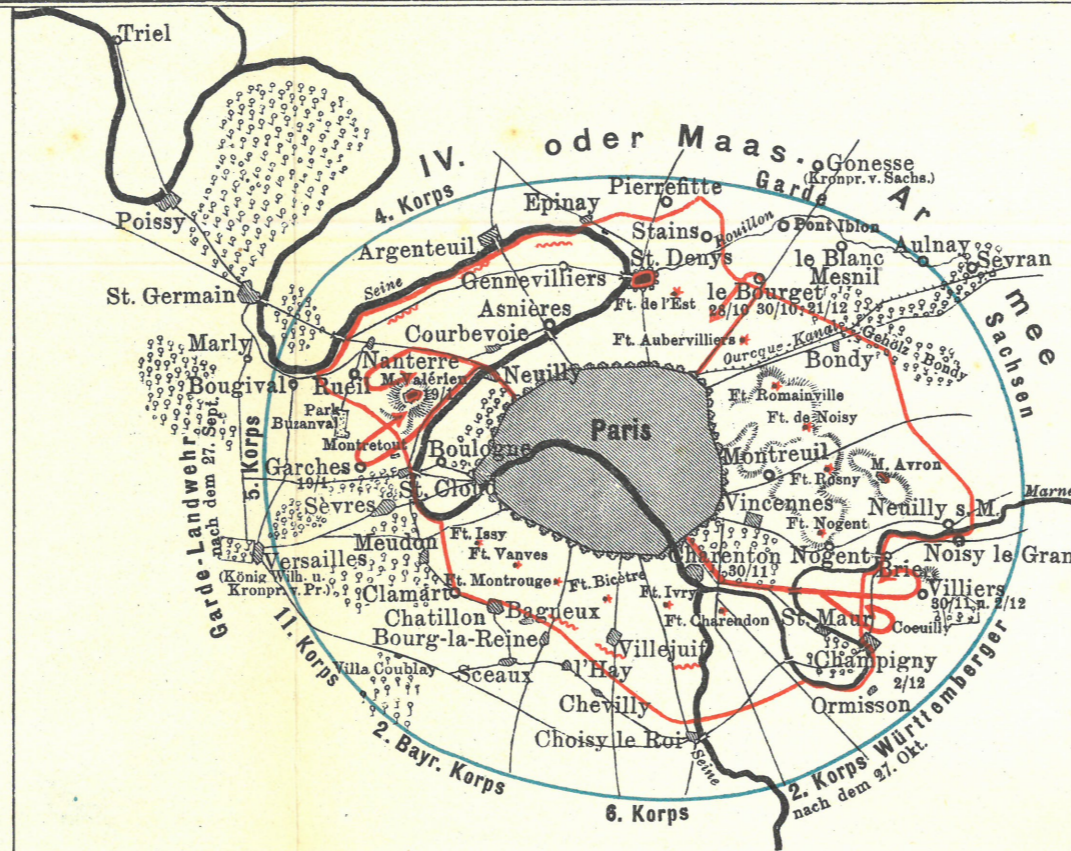 Triel
IV. oder Maas-Armee
Gonesse
(Kronpr. v. Sachs.)
Pierrefitte
Garde
4. Korps
Epinay
Poissy
Stains
Rouillon
Pont Iblon
Argenteuil
St. Denys
le Blanc
Mesnil
Aulnay
Sevran
Seine
Gennevilliers
St. Germain
Ft. de l'Est
le Bourget
28/10 30/10, 21/12
Asnières
Courbevoie
Ft. Aubervilliers
Ourcque-Kanal
Gehölz Bondy
Bondy
Sachsen
Marly
Nanterre
Neuilly
Bougival
Rueil
M. Valérien
19/1
Ft. Romainville
Park
Buzanval
Ft. de Noisy
Paris
Montretout
Boulogne
Montreuil
Garches
19/1
Ft. Rosny
M. Avron
5. Korps
Garde-Landwehr
nach dem 27. Sept.
St. Clou
Sèvres
Vincennes
Neuilly s. M.
Marne
Ft. Issy
Ft. Nogent
Versailles
(König Wilh. u.
Kronpr. v. Pr.)
Meudon
Ft. Vanves
Charenton
30/11
Nogent
Noisy le Gran
Brie
Ft. Montrouge
Ft. Bicètre
Ft. Ivry
Villiers
30/11 u. 2/12
Clamart
Chatillon
Bagneux
Ft. Charendon
St. Maur
Coeuilly
11. Korps
Bourg-la-Reine
Villejuif
Champigny
2/12
Villa Coublay
Sceaux
l'Hay
Ormisson
Chevilly
Choisy le Roi
Seine
2. Bayr. Korps
6. Korps
2. Korps
nach dem 27. Okt.
Württemberger